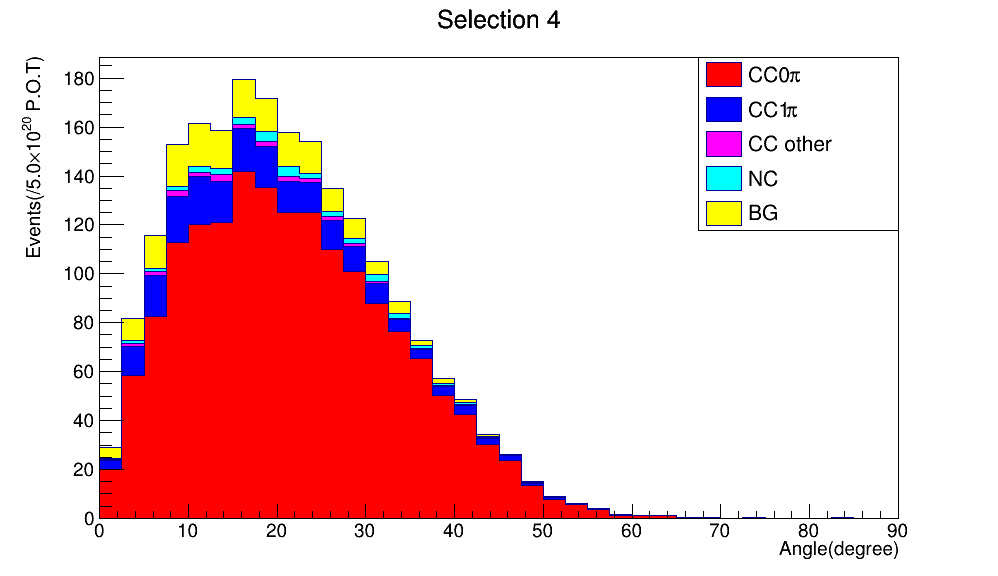 Selection 4
Events(/5.0×10²⁰ P.O.T)
180
160
140
120
100
80
60
40
20
0
CC0π
CC1π
CC other
NC
BG
0 10 20 30 40 50 60 70 80 90
Angle(degree)